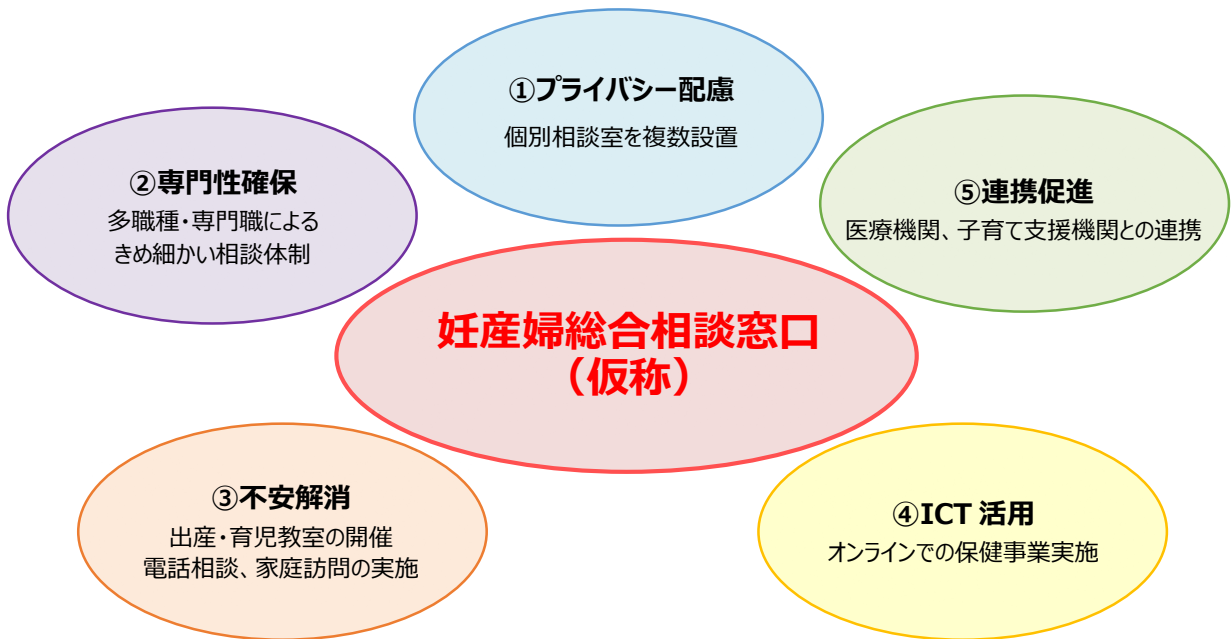 ①プライバシー配慮
個別相談室を複数設置
②専門性確保
多職種・専門職による
きめ細かい相談体制
⑤連携促進
医療機関、子育て支援機関との連携
妊産婦総合相談窓口
（仮称）
③不安解消
出産・育児教室の開催
電話相談、家庭訪問の実施
④ICT 活用
オンラインでの保健事業実施